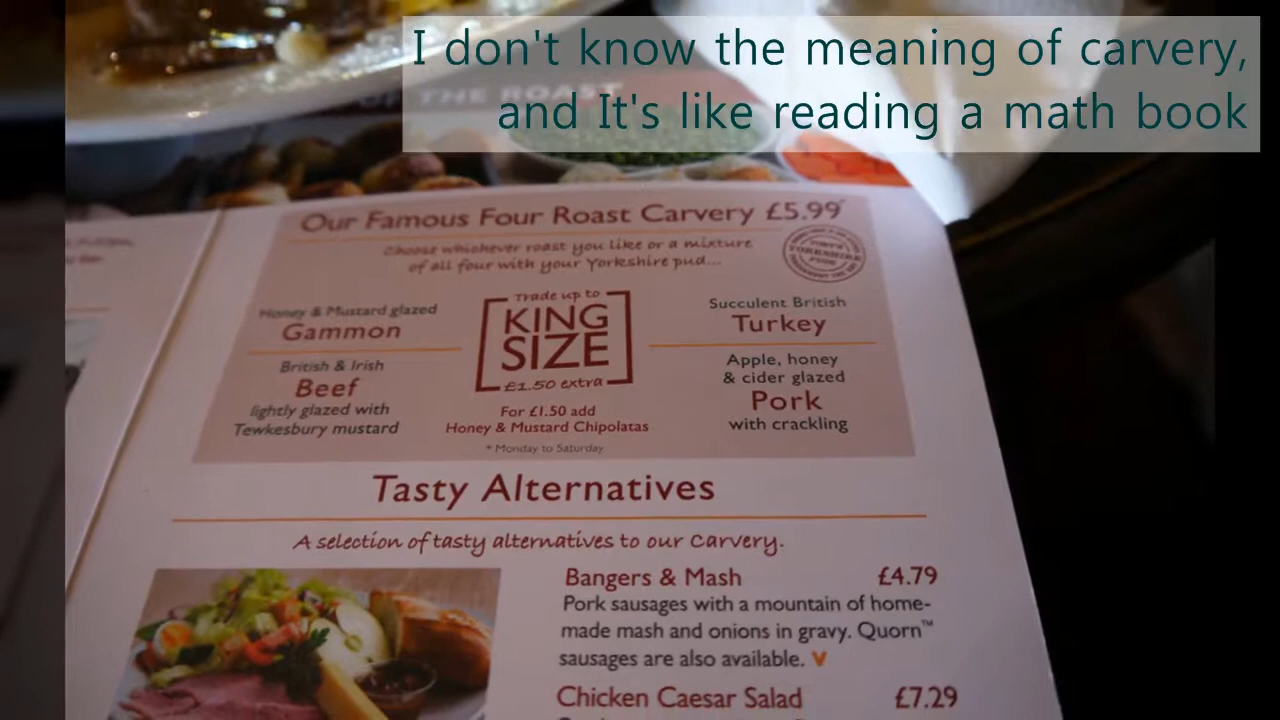 I don't know the meaning of carvery,
and It's like reading a math book
OF THE ROAST
Our Famous Four Roast Carvery £5.99*
Choose whichever roast you like or a mixture
of all four with your Yorkshire pud...
YORKSHIRE
Honey & Mustard glazed
Gammon
British & Irish
Beef
lightly glazed with
Tewkesbury mustard
Trade up to
KING
SIZE
£1.50 extra
For £1.50 add
Honey & Mustard Chipolatas
* Monday to Saturday
Succulent British
Turkey
Apple, honey
& cider glazed
Pork
with crackling
Tasty Alternatives
A selection of tasty alternatives to our Carvery.
Bangers & Mash £4.79
Pork sausages with a mountain of home-
made mash and onions in gravy. Quorn™
sausages are also available. V
Chicken Caesar Salad £7.29